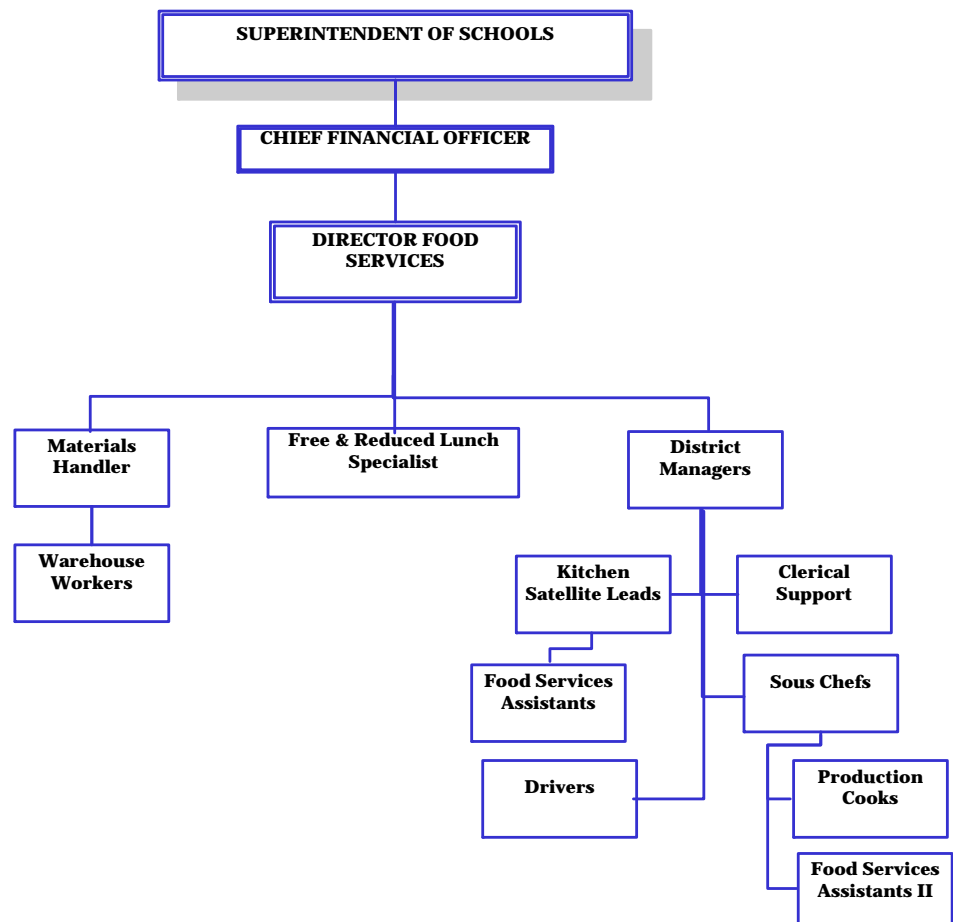 SUPERINTENDENT OF SCHOOLS
CHIEF FINANCIAL OFFICER
DIRECTOR FOOD
SERVICES
Materials
Handler
Free & Reduced Lunch
Specialist
District
Managers
Warehouse
Workers
Kitchen
Satellite Leads
Clerical
Support
Food Services
Assistants
Sous Chefs
Drivers
Production
Cooks
Food Services
Assistants II